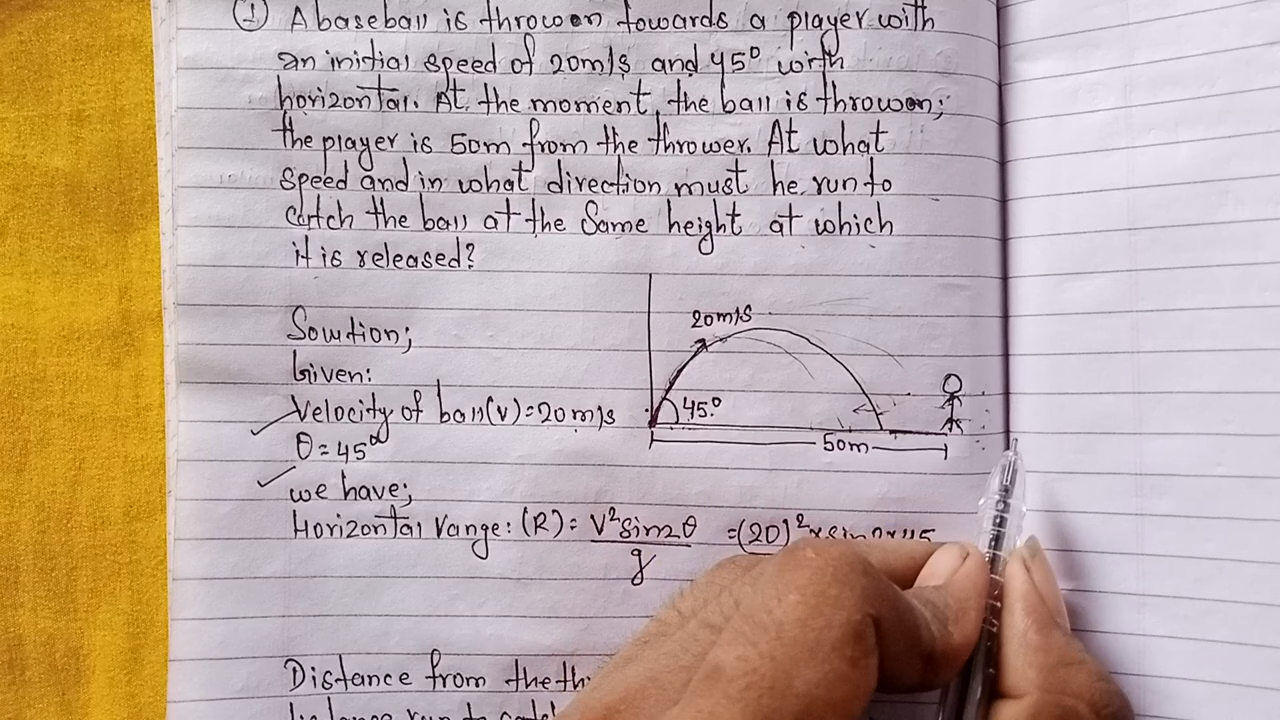 ① A baseball is throwon towards a player with
an initial speed of 20m/s and 45° with
horizontal. At the moment, the ball is throwon;
the player is 50m from the thrower. At what
speed and in what direction must he run to
catch the ball at the same height at which
it is released?
Solution;
20m/s
Given:
Velocity of ball(v)=20m/s
45°
θ=45°
50m
we have;
Horizontal range: (R) = V²sin2θ/g = (20)²×sin2×45
Distance from the